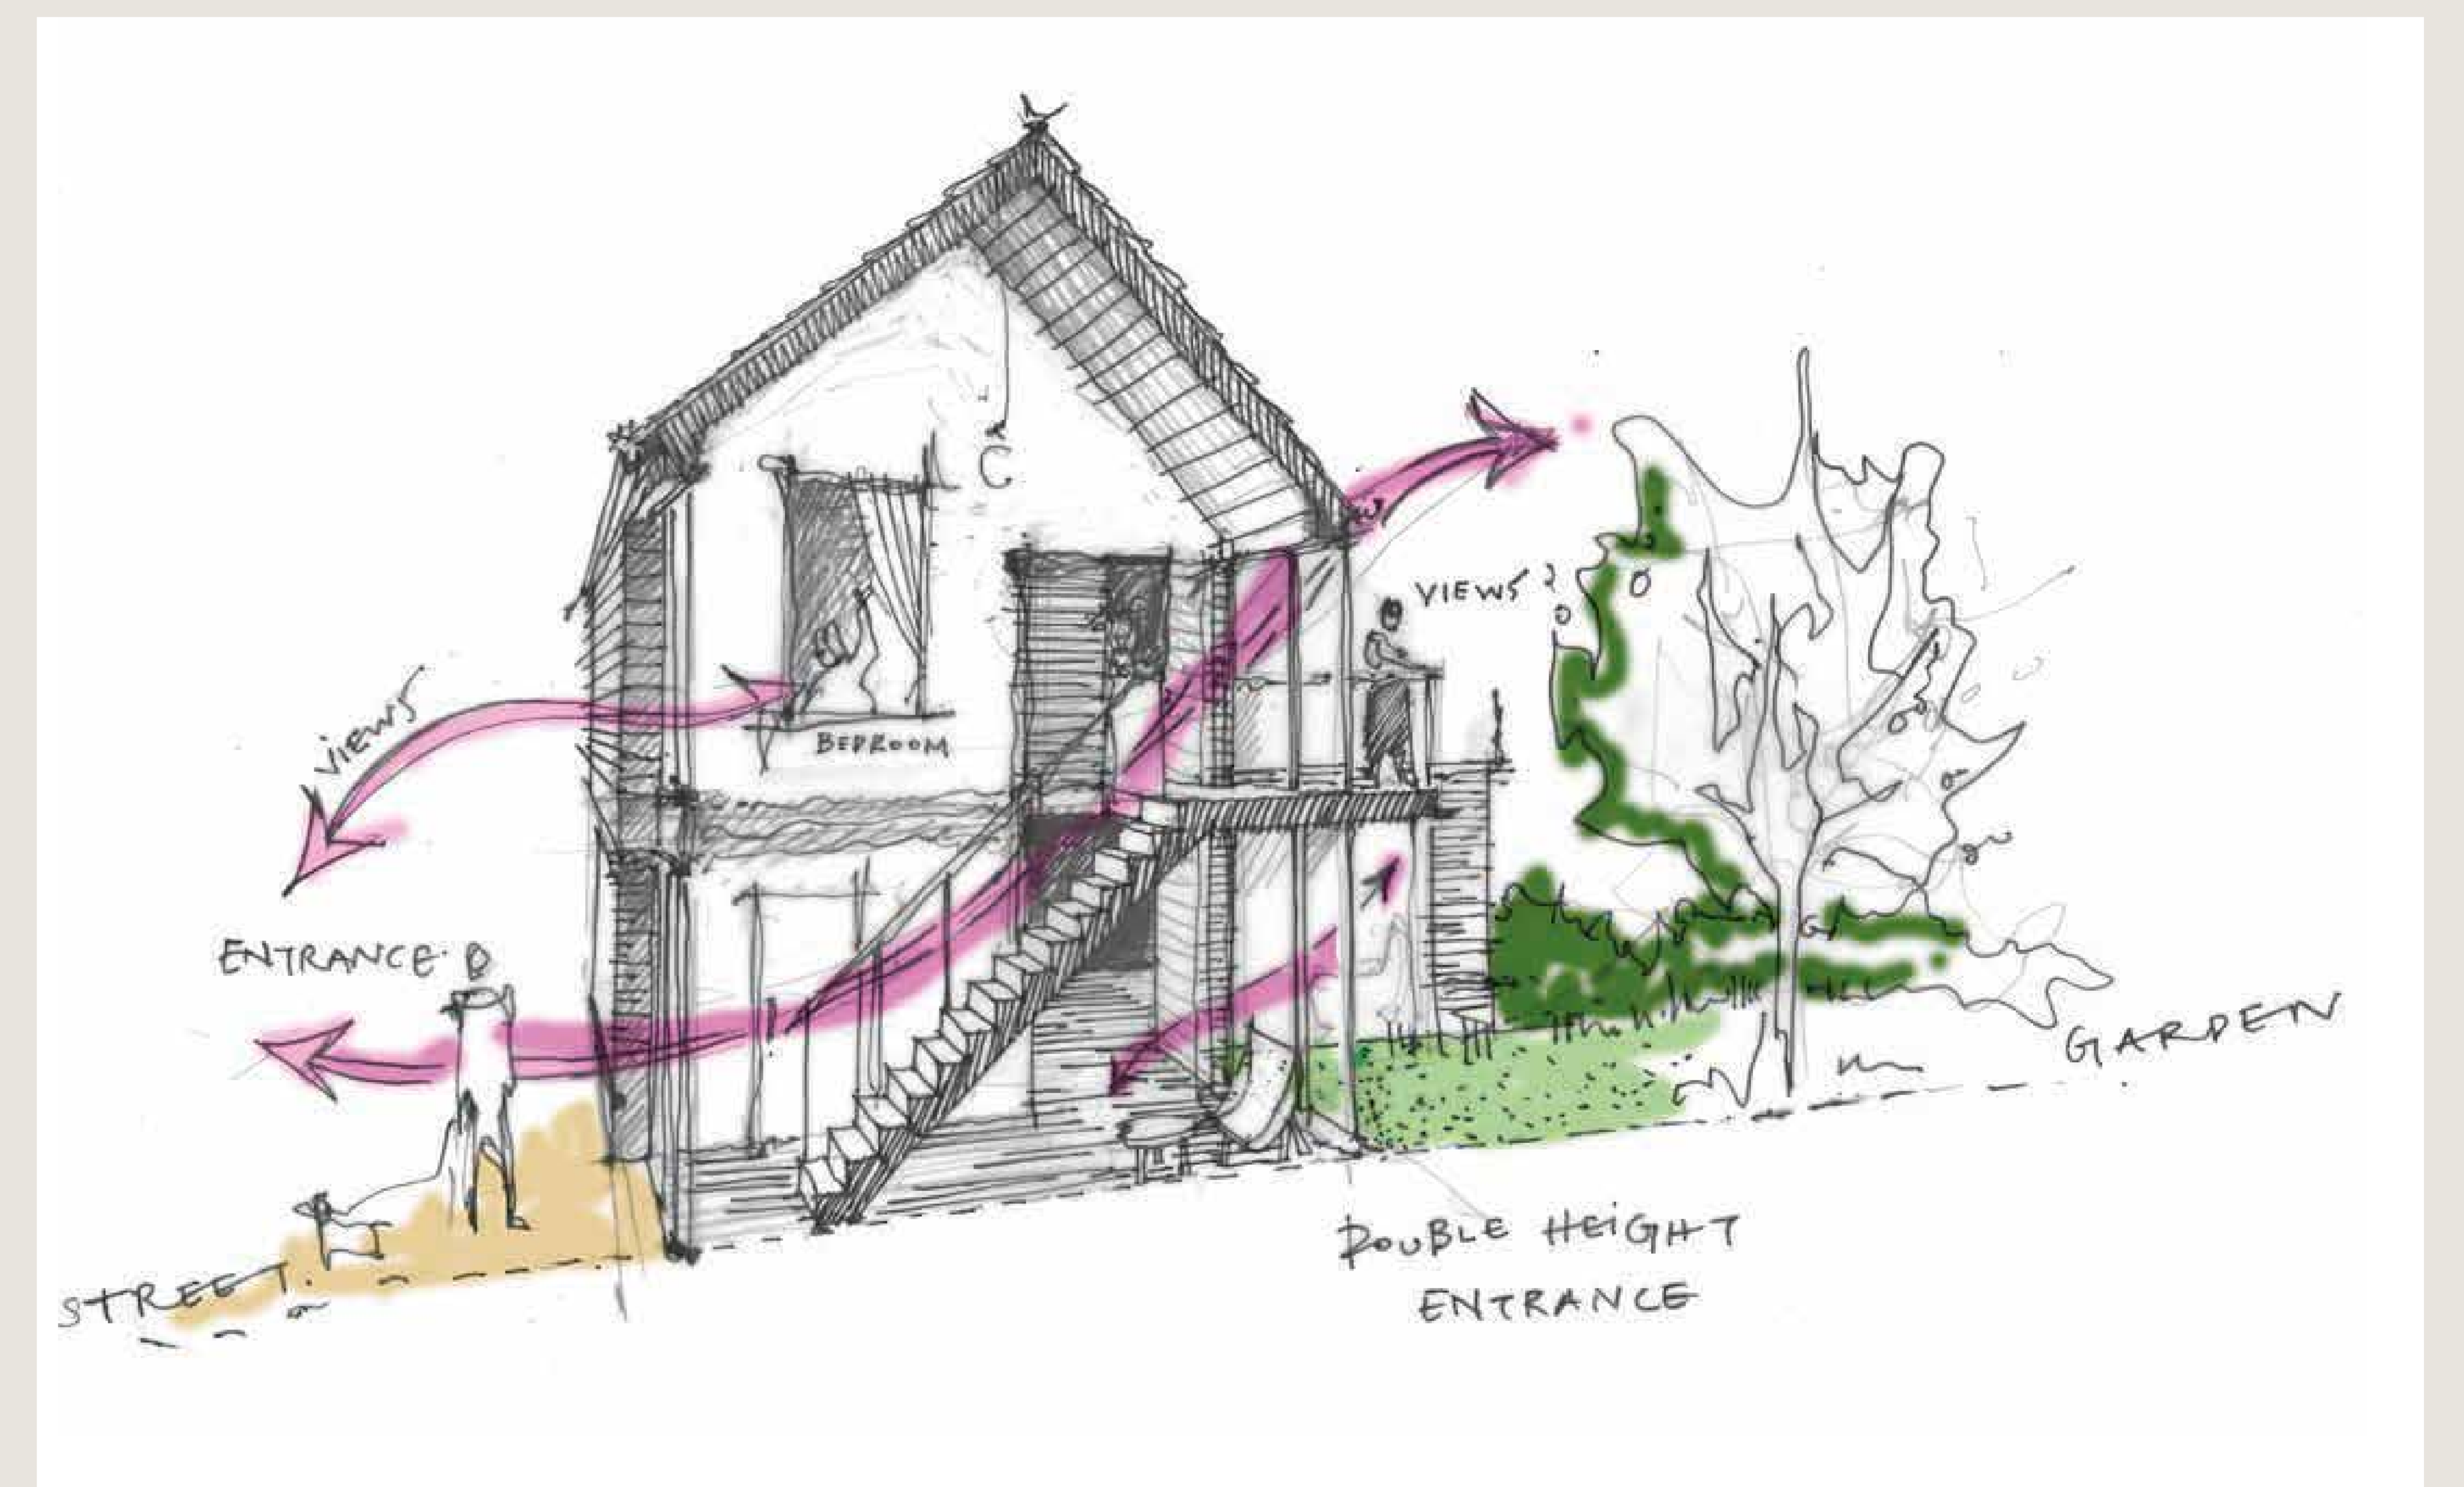 VIEWS
VIEWS
BEDROOM
ENTRANCE.
STREET.
GARDEN
DOUBLE HEIGHT
ENTRANCE